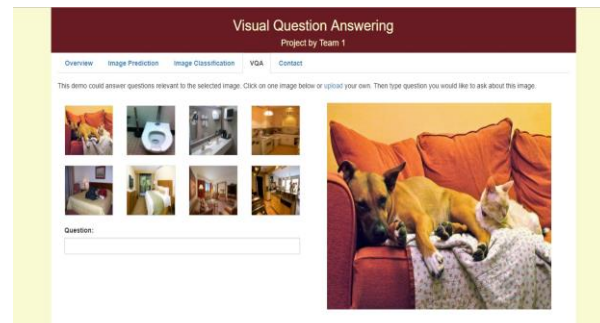 Visual Question Answering
Project by Team 1
Overview Image Prediction Image Classification VQA Contact
This demo could answer questions relevant to the selected image. Click on one image below or upload your own. Then type question you would like to ask about this image.
Question: